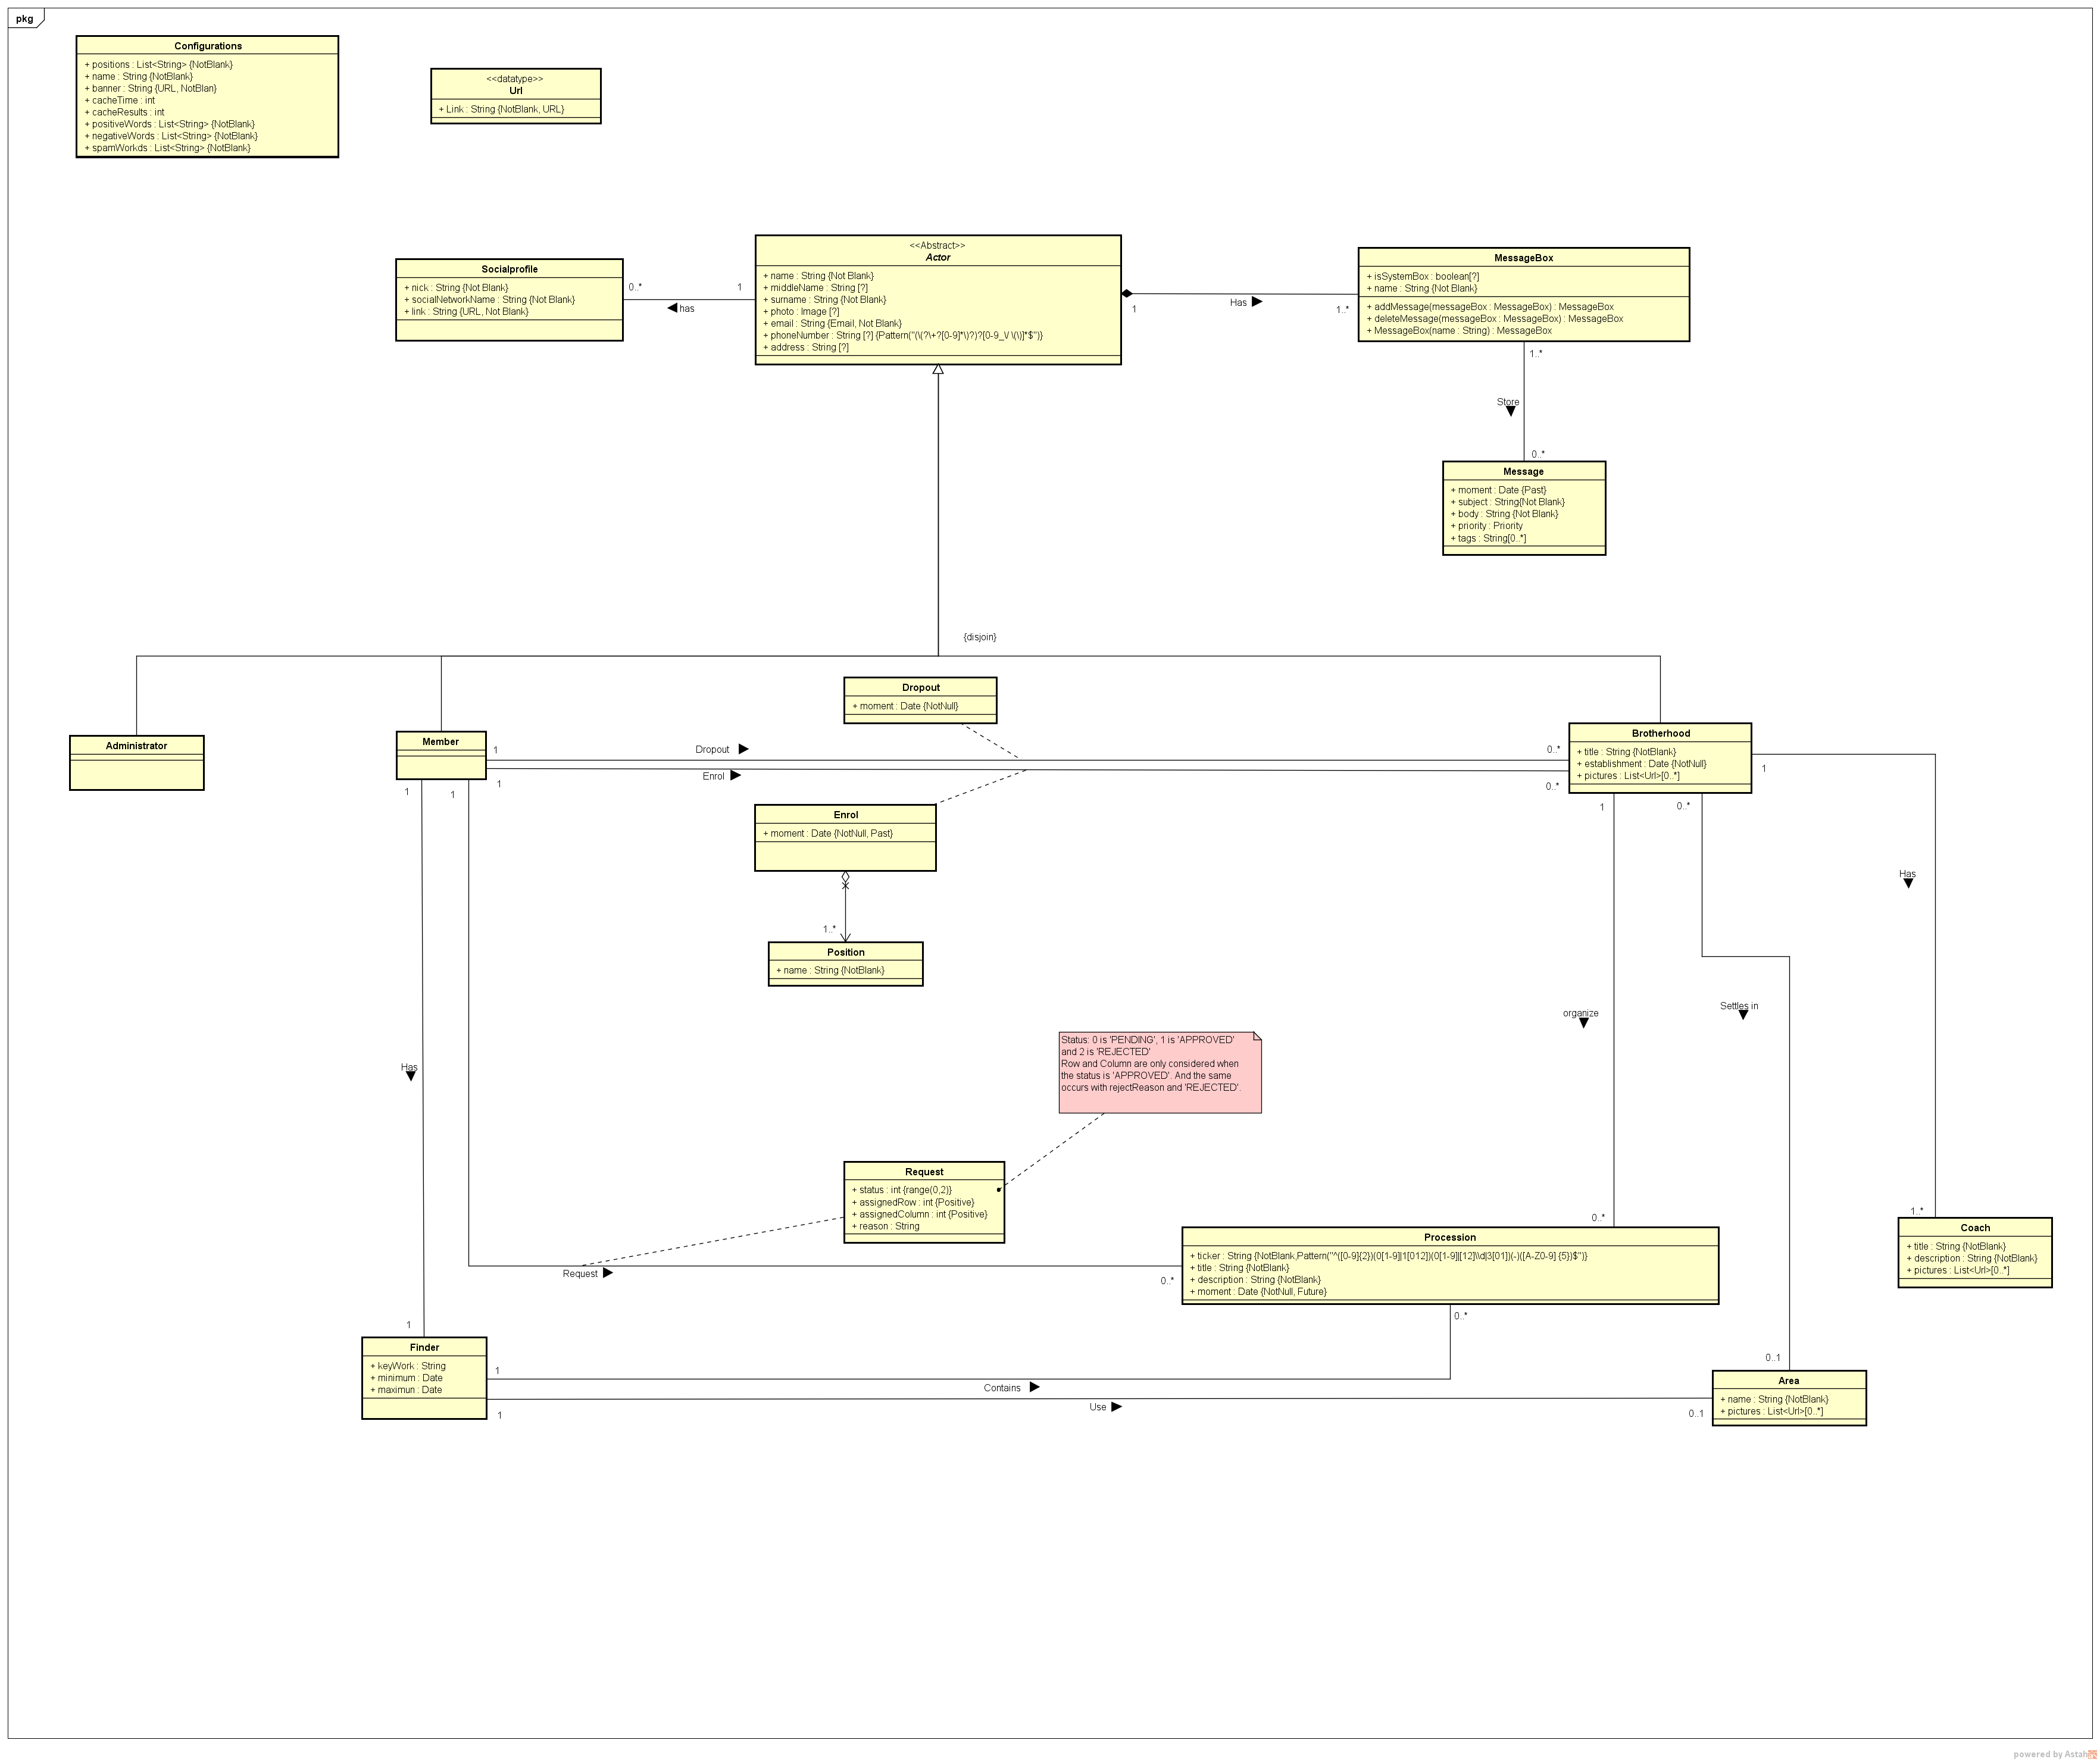 pkg
Configurations
+ positions : List<String> {NotBlank}
+ name : String {NotBlank}
+ banner : String {URL, NotBlan}
+ cacheTime : int
+ cacheResults : int
+ positiveWords : List<String> {NotBlank}
+ negativeWords : List<String> {NotBlank}
+ spamWorkds : List<String> {NotBlank}
<<datatype>>
Url
+ Link : String {NotBlank, URL}
Socialprofile
+ nick : String {Not Blank}
+ socialNetworkName : String {Not Blank}
+ link : String {URL, Not Blank}
0..*
1
has
<<Abstract>>
Actor
+ name : String {Not Blank}
+ middleName : String [?]
+ surname : String {Not Blank}
+ photo : Image [?]
+ email : String {Email, Not Blank}
+ phoneNumber : String [?] {Pattern("(\(?\+?[0-9]*\)?)?[0-9_\/ \(\)]*$")}
+ address : String [?]
1
Has
1..*
MessageBox
+ isSystemBox : boolean[?]
+ name : String {Not Blank}
+ addMessage(messageBox : MessageBox) : MessageBox
+ deleteMessage(messageBox : MessageBox) : MessageBox
+ MessageBox(name : String) : MessageBox
1..*
Store
0..*
Message
+ moment : Date {Past}
+ subject : String{Not Blank}
+ body : String {Not Blank}
+ priority : Priority
+ tags : String[0..*]
{disjoin}
Dropout
+ moment : Date {NotNull}
Administrator
Member
1
Dropout
0..*
1
Enrol
0..*
Brotherhood
+ title : String {NotBlank}
+ establishment : Date {NotNull}
+ pictures : List<Url>[0..*]
1
1
1
1
0..*
Enrol
+ moment : Date {NotNull, Past}
Has
1..*
Position
+ name : String {NotBlank}
organize
Settles in
Has
Status: 0 is 'PENDING', 1 is 'APPROVED'
and 2 is 'REJECTED'
Row and Column are only considered when
the status is 'APPROVED'. And the same
occurs with rejectReason and 'REJECTED'.
Request
+ status : int {range(0,2)}
+ assignedRow : int {Positive}
+ assignedColumn : int {Positive}
+ reason : String
Request
0..*
0..*
Procession
+ ticker : String {NotBlank,Pattern("^([0-9]{2})(0[1-9]|1[012])(0[1-9]|[12]\\d|3[01])(-)([A-Z0-9] {5})$")}
+ title : String {NotBlank}
+ description : String {NotBlank}
+ moment : Date {NotNull, Future}
0..*
1..*
Coach
+ title : String {NotBlank}
+ description : String {NotBlank}
+ pictures : List<Url>[0..*]
1
Finder
+ keyWork : String
+ minimum : Date
+ maximun : Date
1
Contains
1
Use
0..1
0..1
Area
+ name : String {NotBlank}
+ pictures : List<Url>[0..*]
powered by Astah